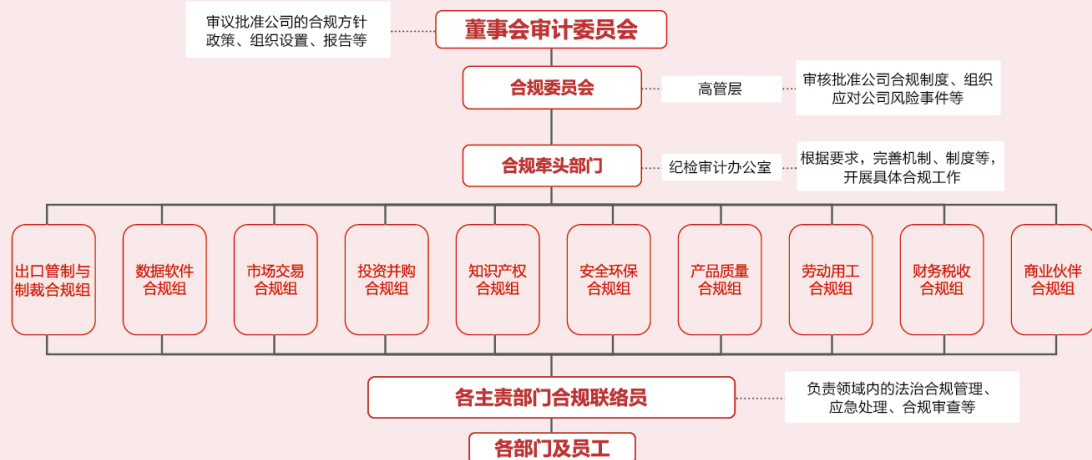 审议批准公司的合规方针
政策、组织设置、报告等
董事会审计委员会
合规委员会
高管层
审核批准公司合规制度、组织
应对公司风险事件等
合规牵头部门
纪检审计办公室
根据要求，完善机制、制度等，
开展具体合规工作
出口管制与
制裁合规组
数据软件
合规组
市场交易
合规组
投资并购
合规组
知识产权
合规组
安全环保
合规组
产品质量
合规组
劳动用工
合规组
财务税收
合规组
商业伙伴
合规组
各主责部门合规联络员
负责领域内的法治合规管理、
应急处理、合规审查等
各部门及员工